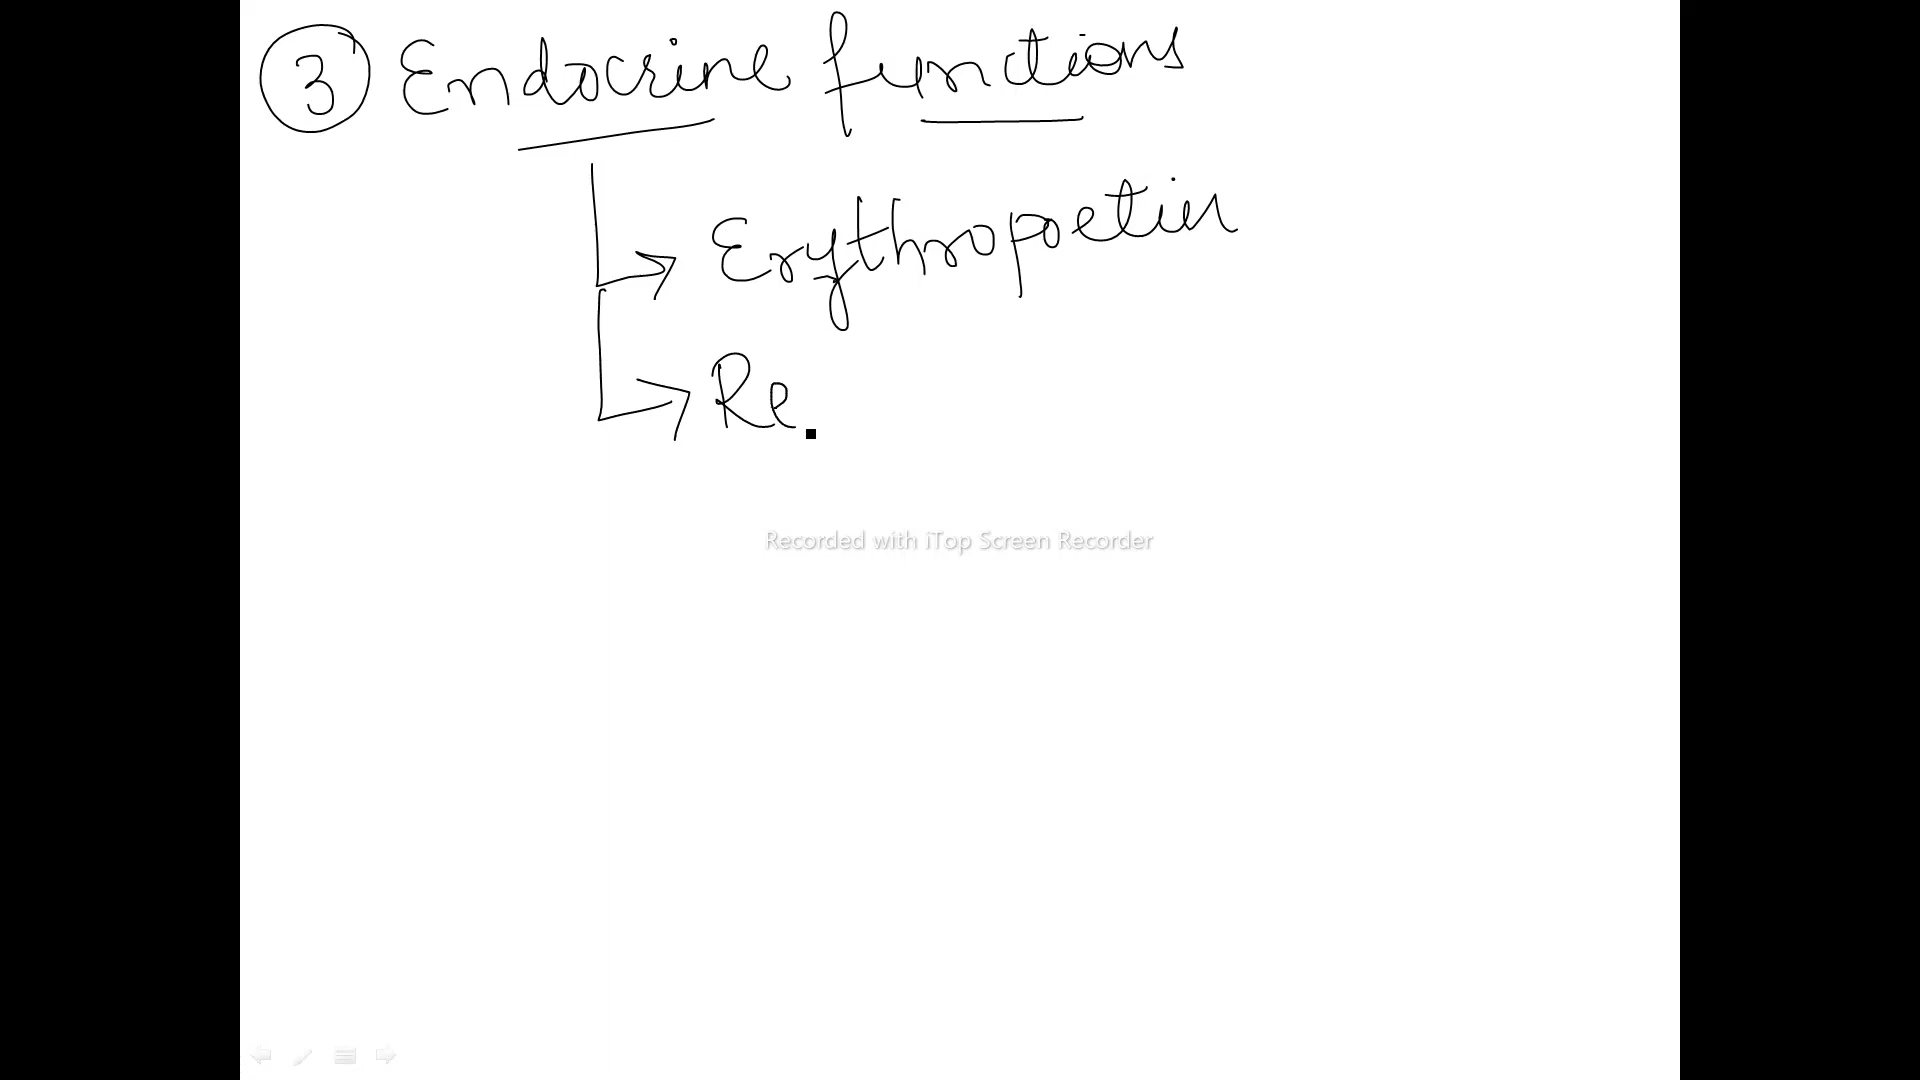 3 Endocrine functions
Erythropoetin
Re
Recorded with iTop Screen Recorder